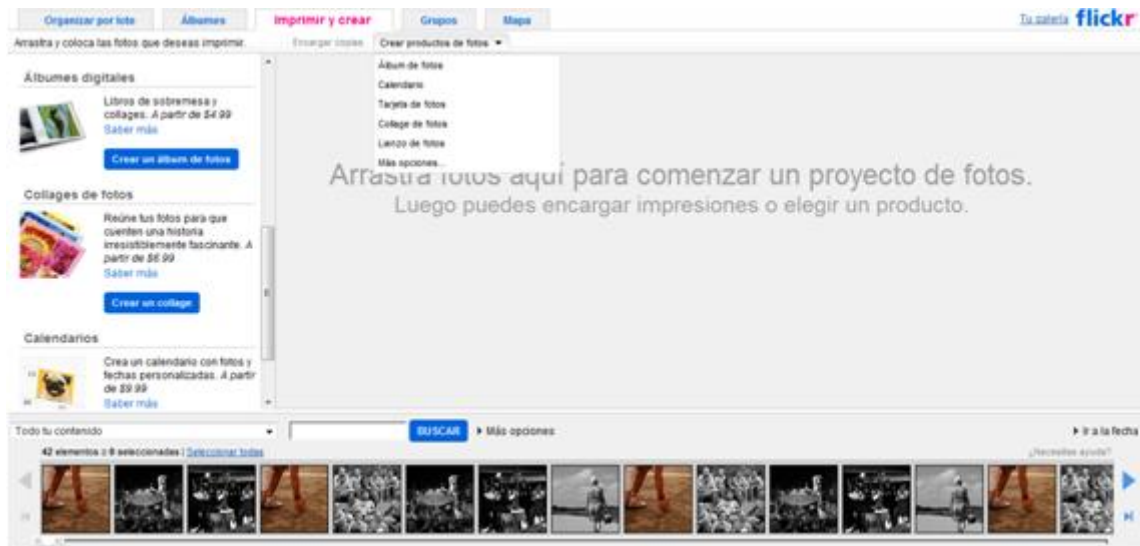 Organizar por lote
Álbumes
Imprimir y crear
Grupos
Mapa
Tu galería
flickr
Arrastra y coloca las fotos que deseas imprimir.
Encargar copias
Crear productos de fotos
Álbum de fotos
Calendario
Tarjeta de fotos
Collage de fotos
Lienzo de fotos
Más opciones...
Álbumes digitales
Libros de sobremesa y
collages. A partir de $4.99
Saber más
Crear un álbum de fotos
Collages de fotos
Reúne tus fotos para que
cuenten una historia
irresistiblemente fascinante. A
partir de $6.99
Saber más
Crear un collage
Calendarios
Crea un calendario con fotos y
fechas personalizadas. A partir
de $9.99
Saber más
Arrastra fotos aquí para comenzar un proyecto de fotos.
Luego puedes encargar impresiones o elegir un producto.
Todo tu contenido
BUSCAR
Más opciones
Ir a la fecha
42 elementos 0 seleccionadas | Seleccionar todas
¿Necesitas ayuda?